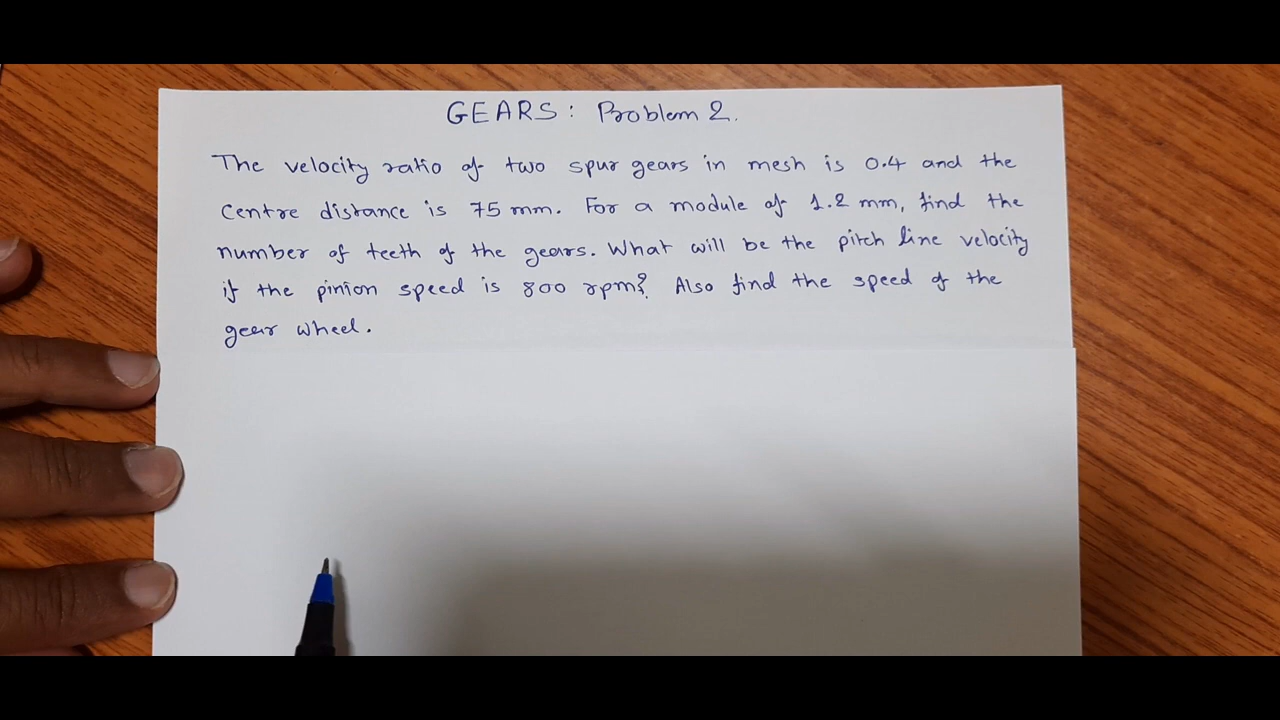 GEARS: Problem 2.
The velocity ratio of two spur gears in mesh is 0.4 and the
centre distance is 75 mm. For a module of 1.2 mm, find the
number of teeth of the gears. What will be the pitch line velocity
if the pinion speed is 800 rpm? Also find the speed of the
gear wheel.